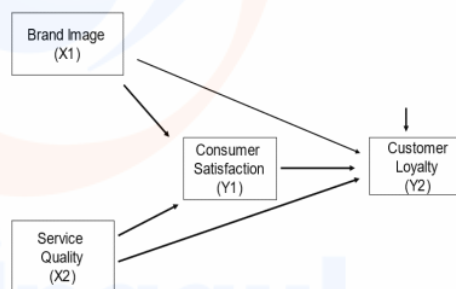 Brand Image
(X1)
Consumer
Satisfaction
(Y1)
Customer
Loyalty
(Y2)
Service
Quality
(X2)